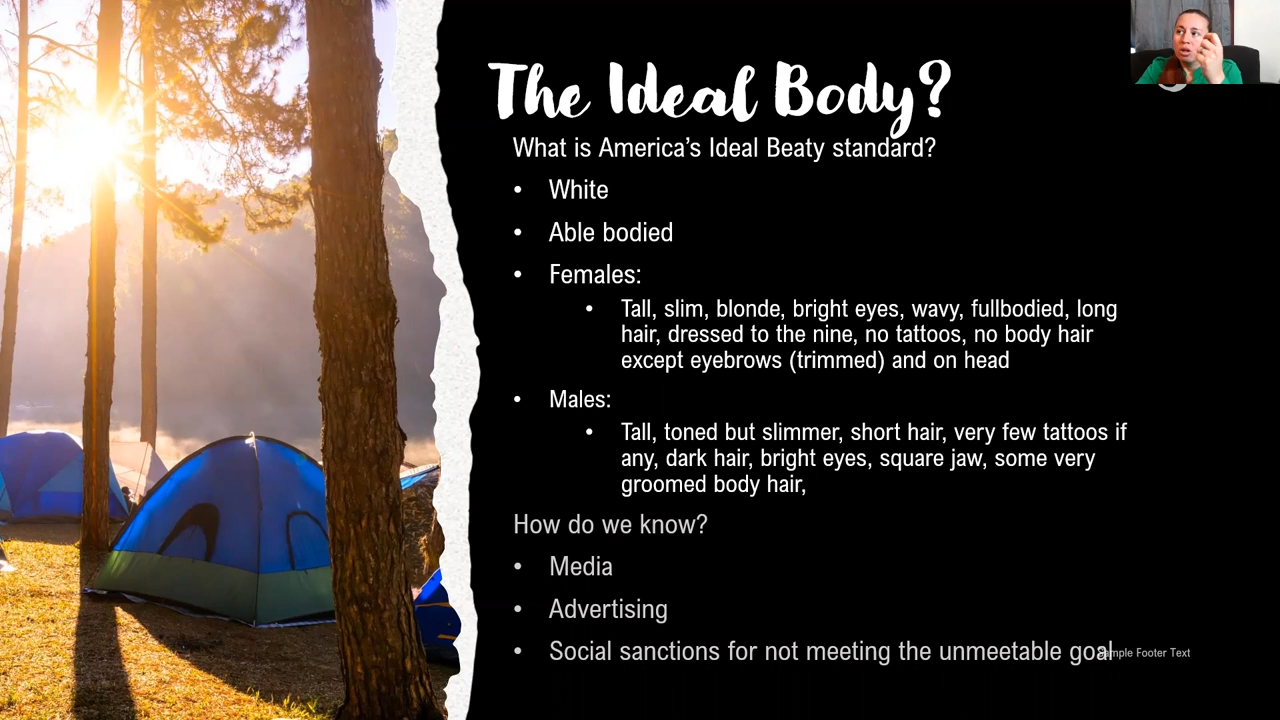 The Ideal Body?
What is America's Ideal Beaty standard?
• White
• Able bodied
• Females:
• Tall, slim, blonde, bright eyes, wavy, fullbodied, long
hair, dressed to the nine, no tattoos, no body hair
except eyebrows (trimmed) and on head
• Males:
• Tall, toned but slimmer, short hair, very few tattoos if
any, dark hair, bright eyes, square jaw, some very
groomed body hair,
How do we know?
• Media
• Advertising
• Social sanctions for not meeting the unmeetable goal
Sample Footer Text